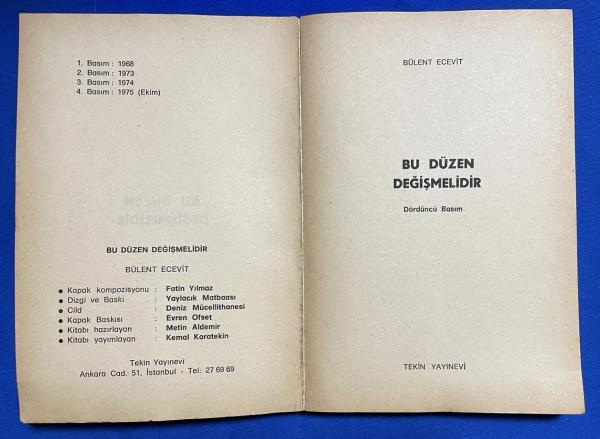 1. Basım : 1968
2. Basım : 1973
3. Basım : 1974
4. Basım : 1975 (Ekim)
BU DÜZEN DEĞİŞMELİDİR
BÜLENT ECEVİT
● Kapak kompozisyonu : Fatin Yılmaz
● Dizgi ve Baskı : Yaylacık Matbaası
● Cild : Deniz Mücellithanesi
● Kapak Baskısı : Evren Ofset
● Kitabı hazırlayan : Metin Aldemir
● Kitabı yayımlayan : Kemal Karatekin
Tekin Yayınevi
Ankara Cad. 51, İstanbul - Tel: 27 69 69
BÜLENT ECEVİT
BU DÜZEN
DEĞİŞMELİDİR
Dördüncü Basım
TEKİN YAYINEVİ